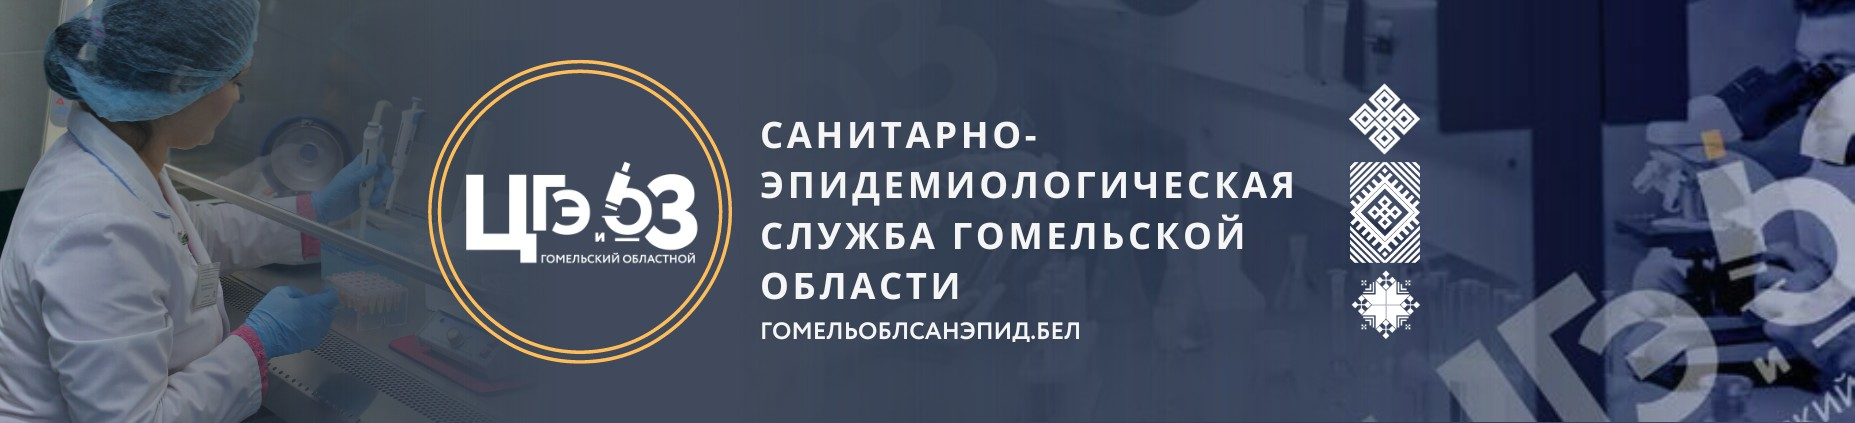 ЦГЭ и ОЗ
ГОМЕЛЬСКИЙ ОБЛАСТНОЙ
САНИТАРНО-
ЭПИДЕМИОЛОГИЧЕСКАЯ
СЛУЖБА ГОМЕЛЬСКОЙ
ОБЛАСТИ
ГОМЕЛЬОБЛСАНЭПИД.БЕЛ